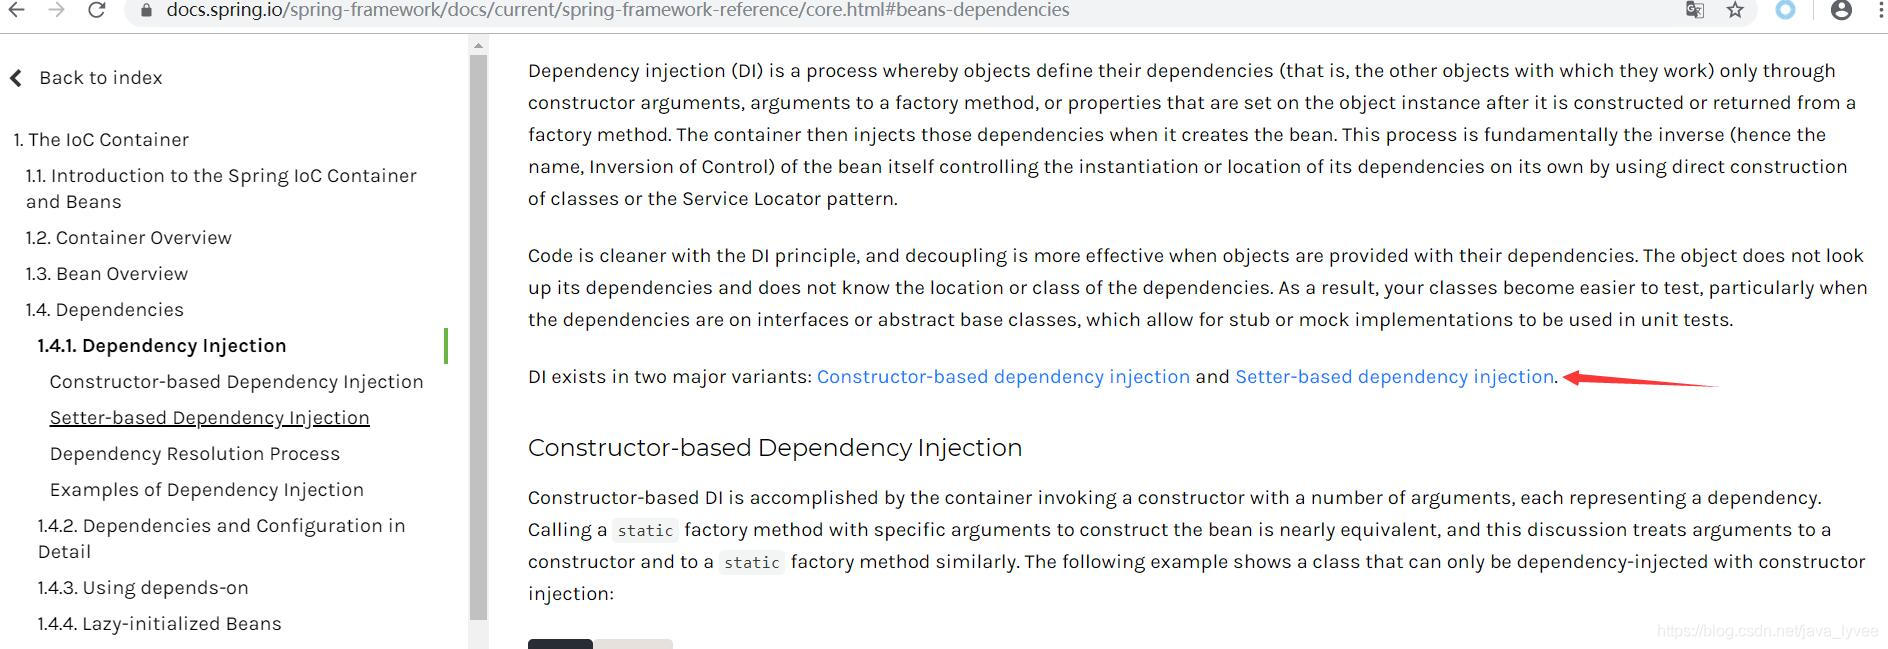 docs.spring.io/spring-framework/docs/current/spring-framework-reference/core.html#beans-dependencies
Back to index
1. The IoC Container
1.1. Introduction to the Spring IoC Container
and Beans
1.2. Container Overview
1.3. Bean Overview
1.4. Dependencies
1.4.1. Dependency Injection
Constructor-based Dependency Injection
Setter-based Dependency Injection
Dependency Resolution Process
Examples of Dependency Injection
1.4.2. Dependencies and Configuration in
Detail
1.4.3. Using depends-on
1.4.4. Lazy-initialized Beans
Dependency injection (DI) is a process whereby objects define their dependencies (that is, the other objects with which they work) only through
constructor arguments, arguments to a factory method, or properties that are set on the object instance after it is constructed or returned from a
factory method. The container then injects those dependencies when it creates the bean. This process is fundamentally the inverse (hence the
name, Inversion of Control) of the bean itself controlling the instantiation or location of its dependencies on its own by using direct construction
of classes or the Service Locator pattern.
Code is cleaner with the DI principle, and decoupling is more effective when objects are provided with their dependencies. The object does not look
up its dependencies and does not know the location or class of the dependencies. As a result, your classes become easier to test, particularly when
the dependencies are on interfaces or abstract base classes, which allow for stub or mock implementations to be used in unit tests.
DI exists in two major variants: Constructor-based dependency injection and Setter-based dependency injection.
Constructor-based Dependency Injection
Constructor-based DI is accomplished by the container invoking a constructor with a number of arguments, each representing a dependency.
Calling a static factory method with specific arguments to construct the bean is nearly equivalent, and this discussion treats arguments to a
constructor and to a static factory method similarly. The following example shows a class that can only be dependency-injected with constructor
injection:
https://blog.csdn.net/java_lyvee